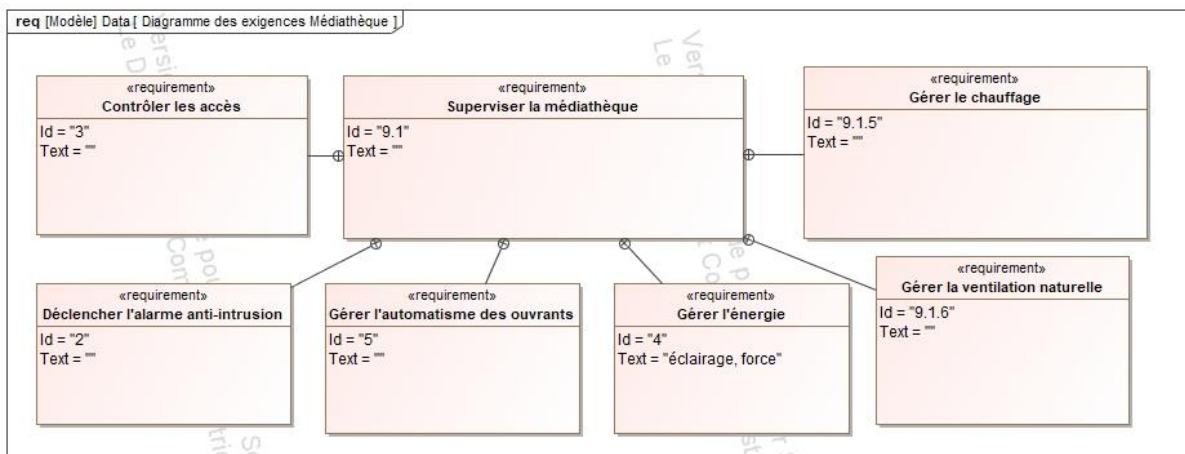 req [Modèle] Data [ Diagramme des exigences Médiathèque ]
«requirement»
Contrôler les accès
Id = "3"
Text = ""
«requirement»
Superviser la médiathèque
Id = "9.1"
Text = ""
«requirement»
Gérer le chauffage
Id = "9.1.5"
Text = ""
«requirement»
Déclencher l'alarme anti-intrusion
Id = "2"
Text = ""
«requirement»
Gérer l'automatisme des ouvrants
Id = "5"
Text = ""
«requirement»
Gérer l'énergie
Id = "4"
Text = "éclairage, force"
«requirement»
Gérer la ventilation naturelle
Id = "9.1.6"
Text = ""